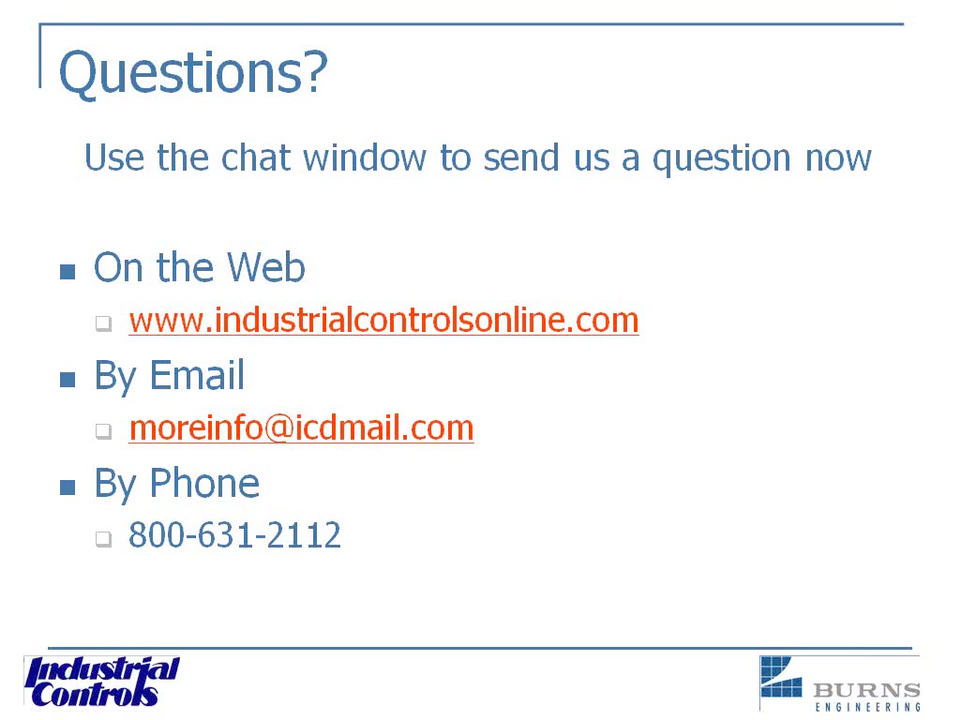 Questions?
Use the chat window to send us a question now
On the Web
www.industrialcontrolsonline.com
By Email
moreinfo@icdmail.com
By Phone
800-631-2112
Industrial
Controls
BURNS
ENGINEERING